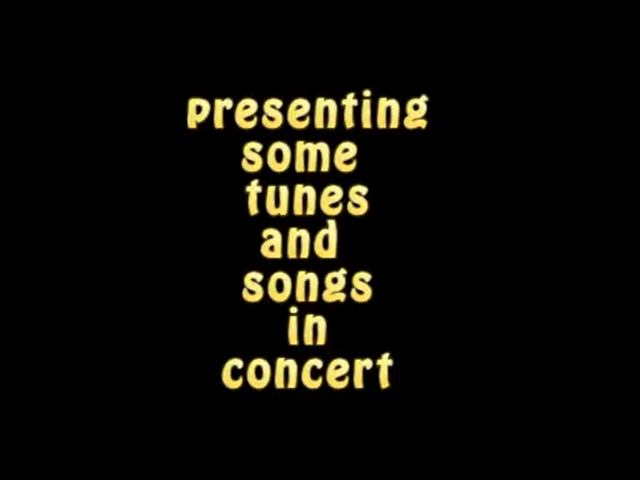 presenting
some
tunes
and
songs
in
concert